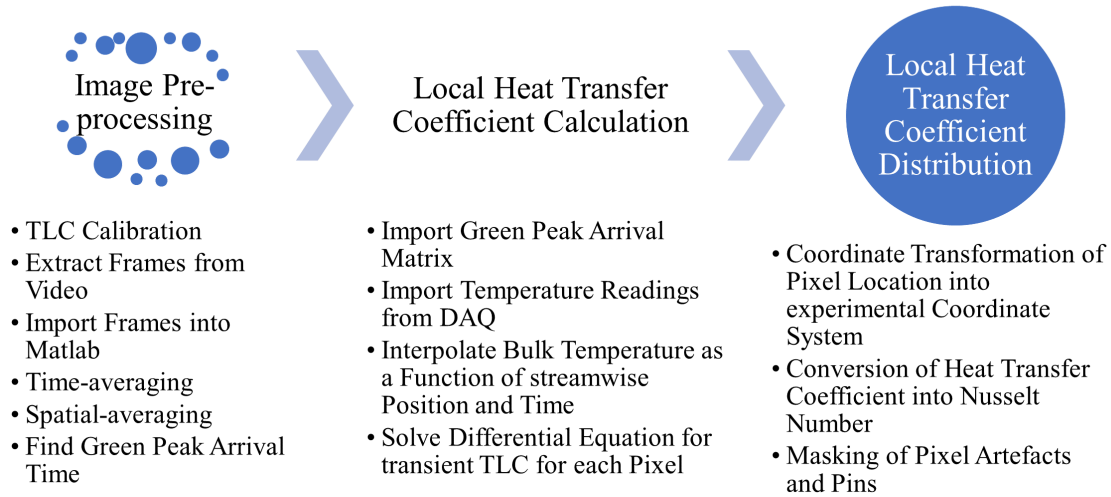 Image Pre-
processing
• TLC Calibration
• Extract Frames from
Video
• Import Frames into
Matlab
• Time-averaging
• Spatial-averaging
• Find Green Peak Arrival
Time
Local Heat Transfer
Coefficient Calculation
• Import Green Peak Arrival
Matrix
• Import Temperature Readings
from DAQ
• Interpolate Bulk Temperature as
a Function of streamwise
Position and Time
• Solve Differential Equation for
transient TLC for each Pixel
Local Heat
Transfer
Coefficient
Distribution
• Coordinate Transformation of
Pixel Location into
experimental Coordinate
System
• Conversion of Heat Transfer
Coefficient into Nusselt
Number
• Masking of Pixel Artefacts
and Pins